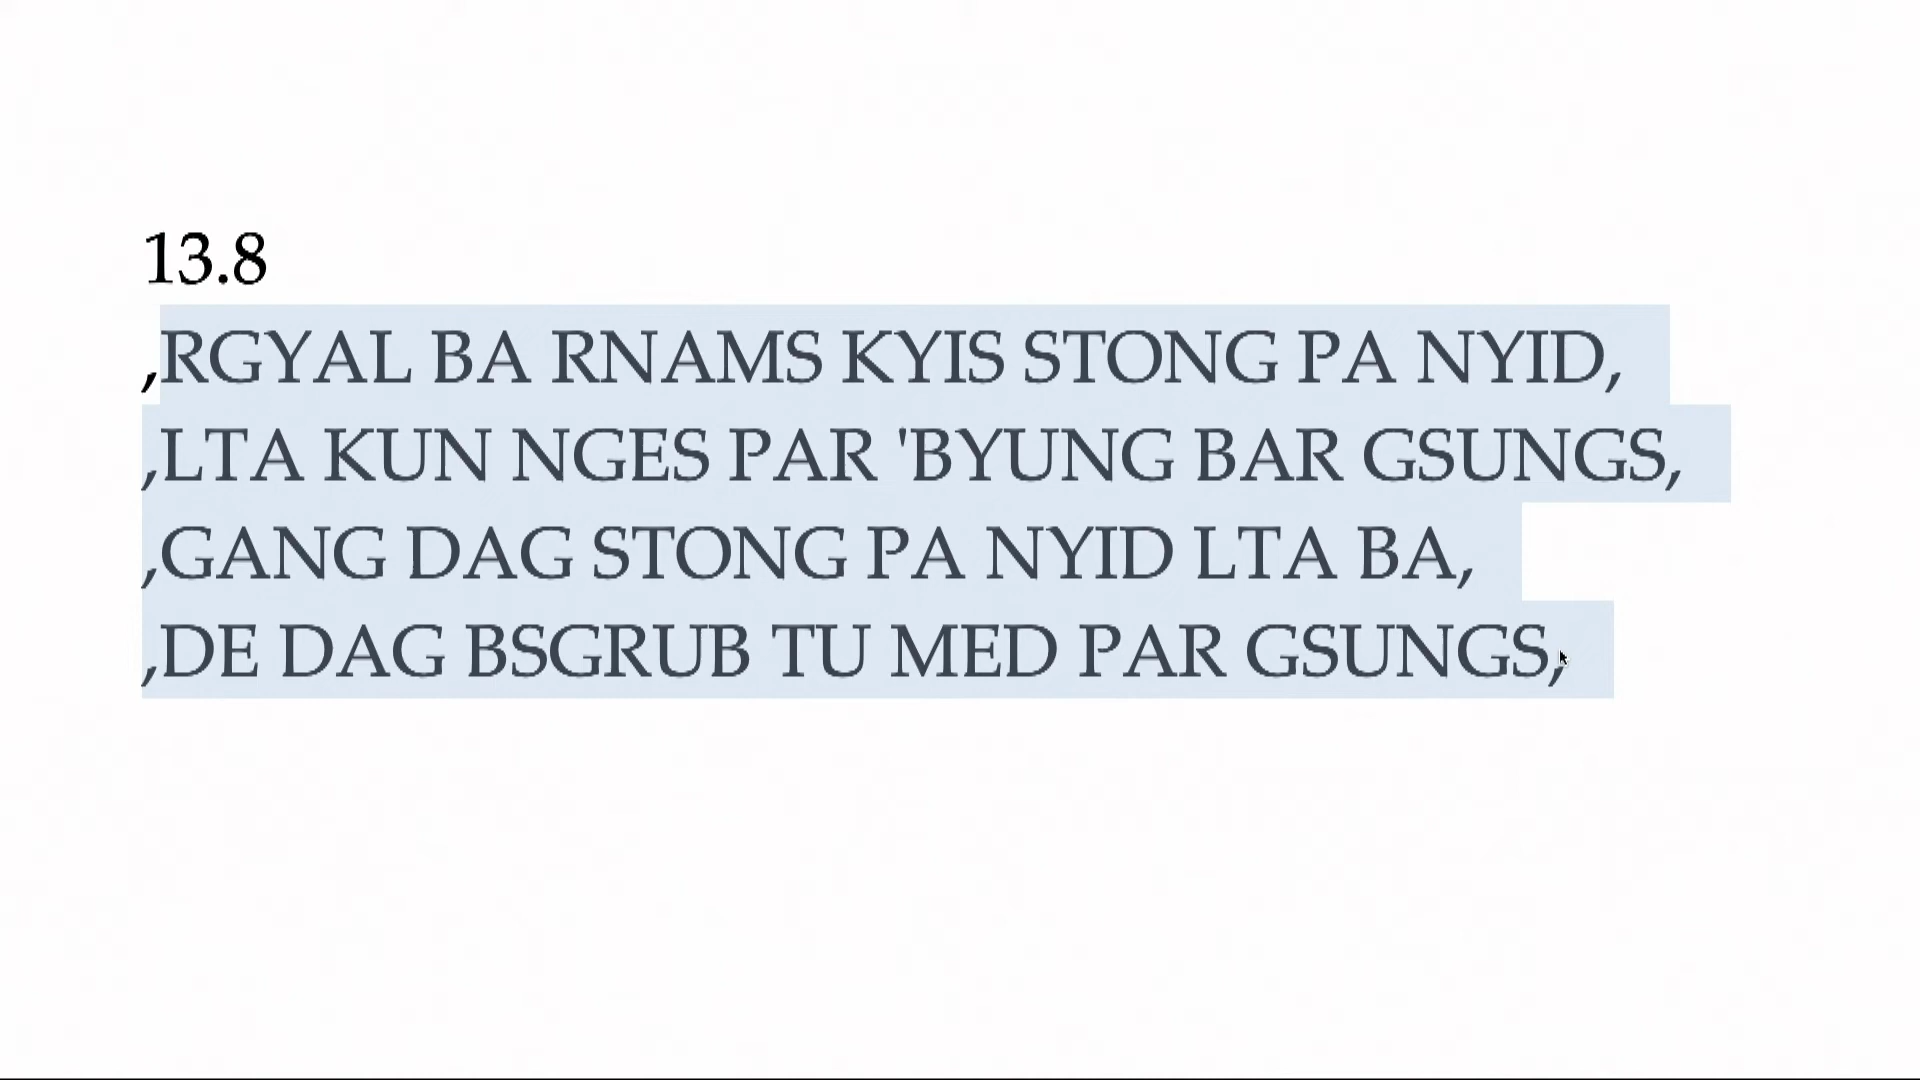 13.8
,RGYAL BA RNAMS KYIS STONG PA NYID,
,LTA KUN NGES PAR 'BYUNG BAR GSUNGS,
,GANG DAG STONG PA NYID LTA BA,
,DE DAG BSGRUB TU MED PAR GSUNGS,